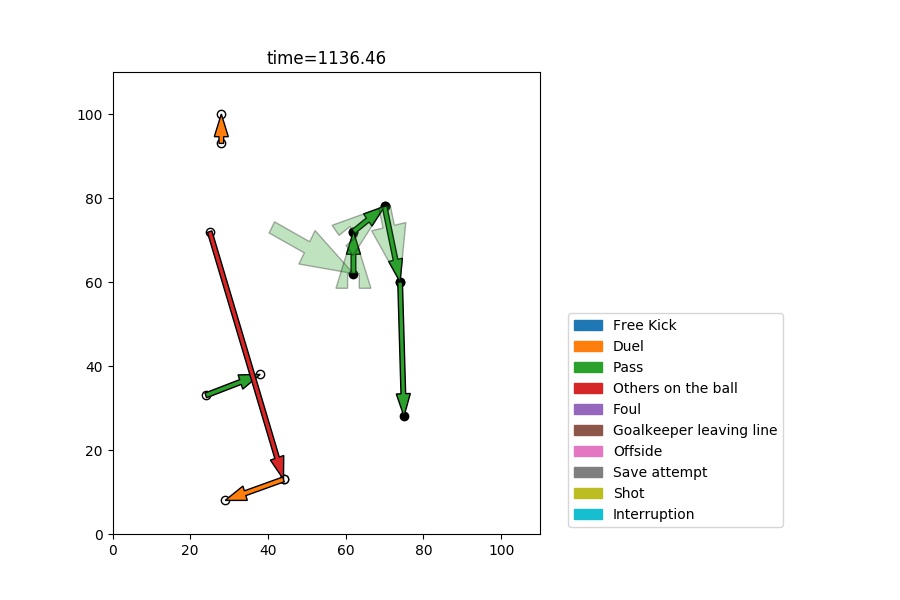 time=1136.46
100
80
60
40
20
0
0 20 40 60 80 100
Free Kick
Duel
Pass
Others on the ball
Foul
Goalkeeper leaving line
Offside
Save attempt
Shot
Interruption